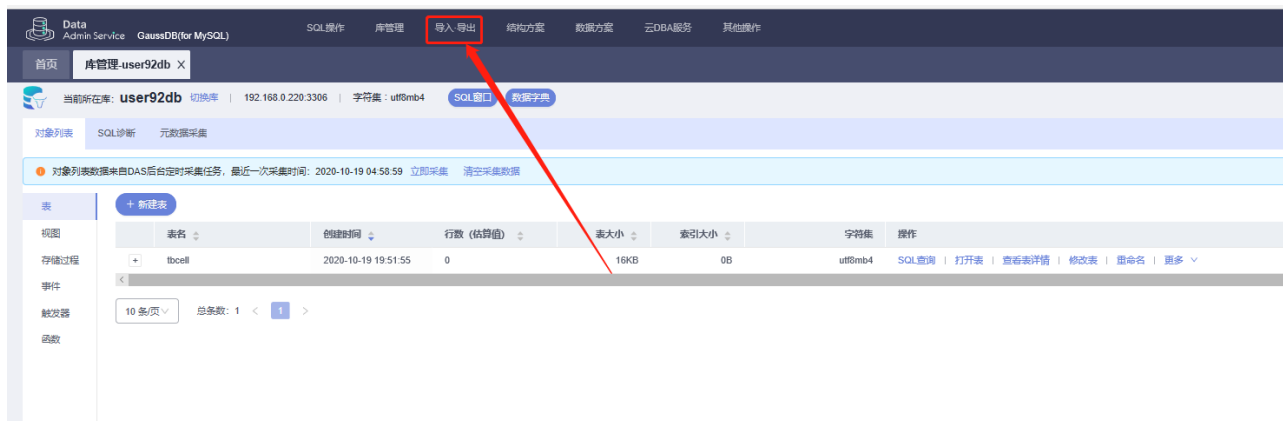 Data
Admin Service GaussDB(for MySQL) SQL操作 库管理 导入·导出 结构方案 数据方案 云DBA服务 其他操作
首页 库管理-user92db ×
当前所在库: user92db 切换库 | 192.168.0.220:3306 | 字符集:utf8mb4 SQL窗口 数据字典
对象列表 SQL诊断 元数据采集
对象列表数据来自DAS后台定时采集任务,最近一次采集时间: 2020-10-19 04:58:59 立即采集 清空采集数据
表 + 新建表
视图 表名 创建时间 行数 (估算值) 表大小 索引大小 字符集 操作
存储过程 + tbcell 2020-10-19 19:51:55 0 16KB 0B utf8mb4 SQL查询 | 打开表 | 查看表详情 | 修改表 | 重命名 | 更多
事件
触发器 10 条/页 总条数: 1 < 1 >
函数